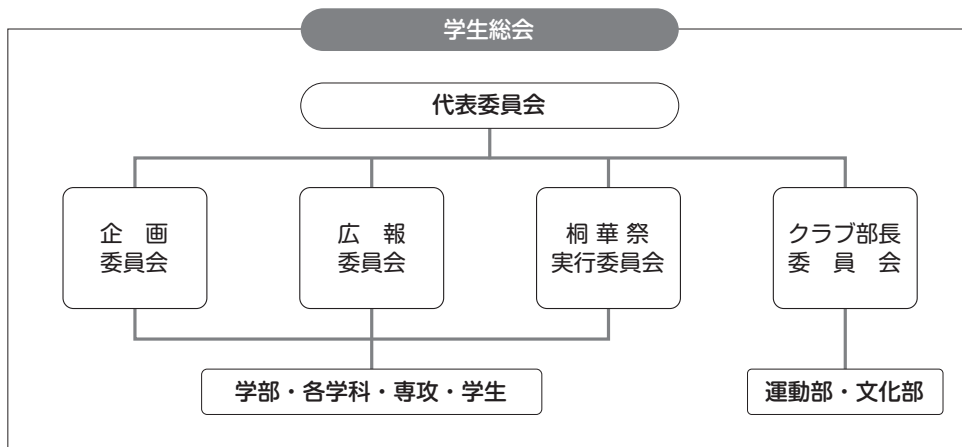 学生総会
代表委員会
企　画
委員会
広　報
委員会
桐 華 祭
実行委員会
クラブ部長
委　員　会
学部・各学科・専攻・学生
運動部・文化部